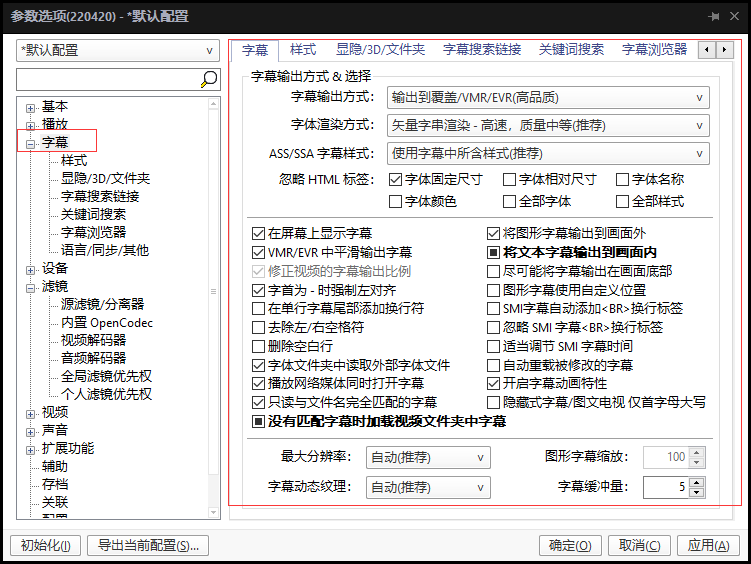 参数选项(220420) - *默认配置
*默认配置
基本
播放
字幕
样式
显隐/3D/文件夹
字幕搜索链接
关键词搜索
字幕浏览器
语言/同步/其他
设备
滤镜
源滤镜/分离器
内置 OpenCodec
视频解码器
音频解码器
全局滤镜优先权
个人滤镜优先权
视频
声音
扩展功能
辅助
存档
关联
字幕 样式 显隐/3D/文件夹 字幕搜索链接 关键词搜索 字幕浏览器
字幕输出方式 & 选择
字幕输出方式: 输出到覆盖/VMR/EVR(高品质)
字体渲染方式: 矢量字串渲染 - 高速，质量中等(推荐)
ASS/SSA 字幕样式: 使用字幕中所含样式(推荐)
忽略 HTML 标签: 字体固定尺寸 字体相对尺寸 字体名称
字体颜色 全部字体 全部样式
在屏幕上显示字幕 将图形字幕输出到画面外
VMR/EVR 中平滑输出字幕 将文本字幕输出到画面内
修正视频的字幕输出比例 尽可能将字幕输出在画面底部
字首为 - 时强制左对齐 图形字幕使用自定义位置
在单行字幕尾部添加换行符 SMI字幕自动添加<BR>换行标签
去除左/右空格符 忽略 SMI 字幕<BR>换行标签
删除空白行 适当调节 SMI 字幕时间
字体文件夹中读取外部字体文件 自动重载被修改的字幕
播放网络媒体同时打开字幕 开启字幕动画特性
只读与文件名完全匹配的字幕 隐藏式字幕/图文电视 仅首字母大写
没有匹配字幕时加载视频文件夹中字幕
最大分辨率: 自动(推荐) 图形字幕缩放: 100
字幕动态纹理: 自动(推荐) 字幕缓冲量: 5
初始化(I) 导出当前配置(S)... 确定(O) 取消(C) 应用(A)